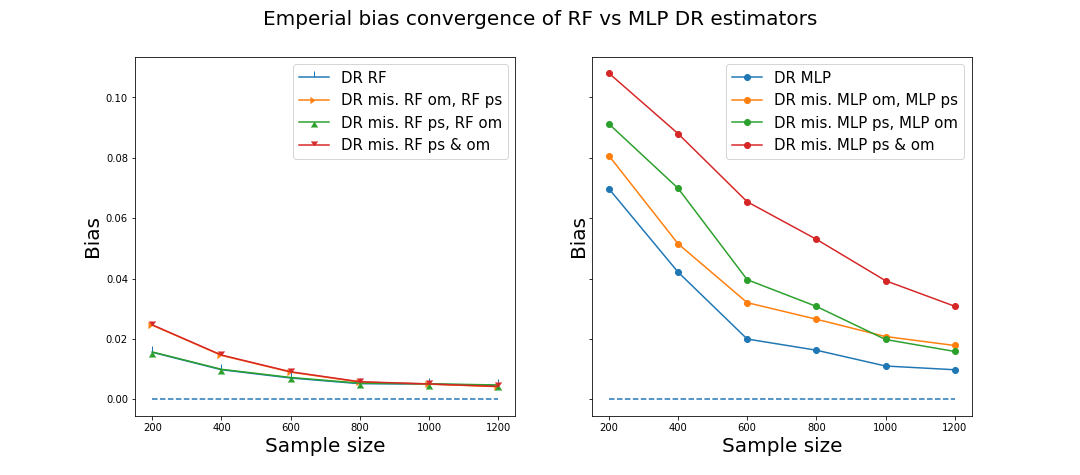 Emperial bias convergence of RF vs MLP DR estimators
DR RF
DR mis. RF om, RF ps
DR mis. RF ps, RF om
DR mis. RF ps & om
0.10
0.08
0.06
0.04
0.02
0.00
Bias
200 400 600 800 1000 1200
Sample size
DR MLP
DR mis. MLP om, MLP ps
DR mis. MLP ps, MLP om
DR mis. MLP ps & om
Bias
200 400 600 800 1000 1200
Sample size